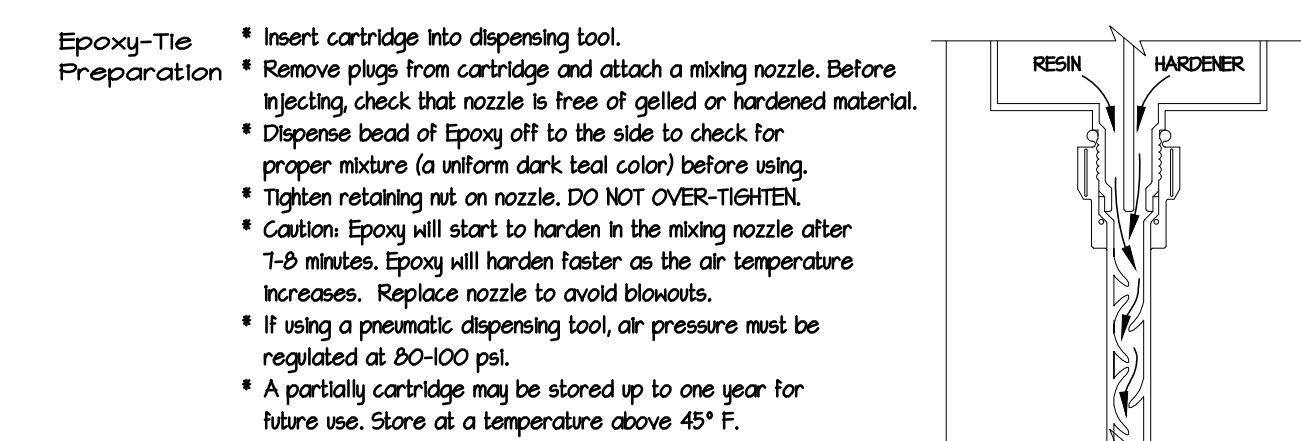 Epoxy-Tie
Preparation
* Insert cartridge into dispensing tool.
* Remove plugs from cartridge and attach a mixing nozzle. Before
injecting, check that nozzle is free of gelled or hardened material.
* Dispense bead of Epoxy off to the side to check for
proper mixture (a uniform dark teal color) before using.
* Tighten retaining nut on nozzle. DO NOT OVER-TIGHTEN.
* Caution: Epoxy will start to harden in the mixing nozzle after
7-8 minutes. Epoxy will harden faster as the air temperature
increases. Replace nozzle to avoid blowouts.
* If using a pneumatic dispensing tool, air pressure must be
regulated at 80-100 psi.
* A partially cartridge may be stored up to one year for
future use. Store at a temperature above 45° F.
RESIN
HARDENER